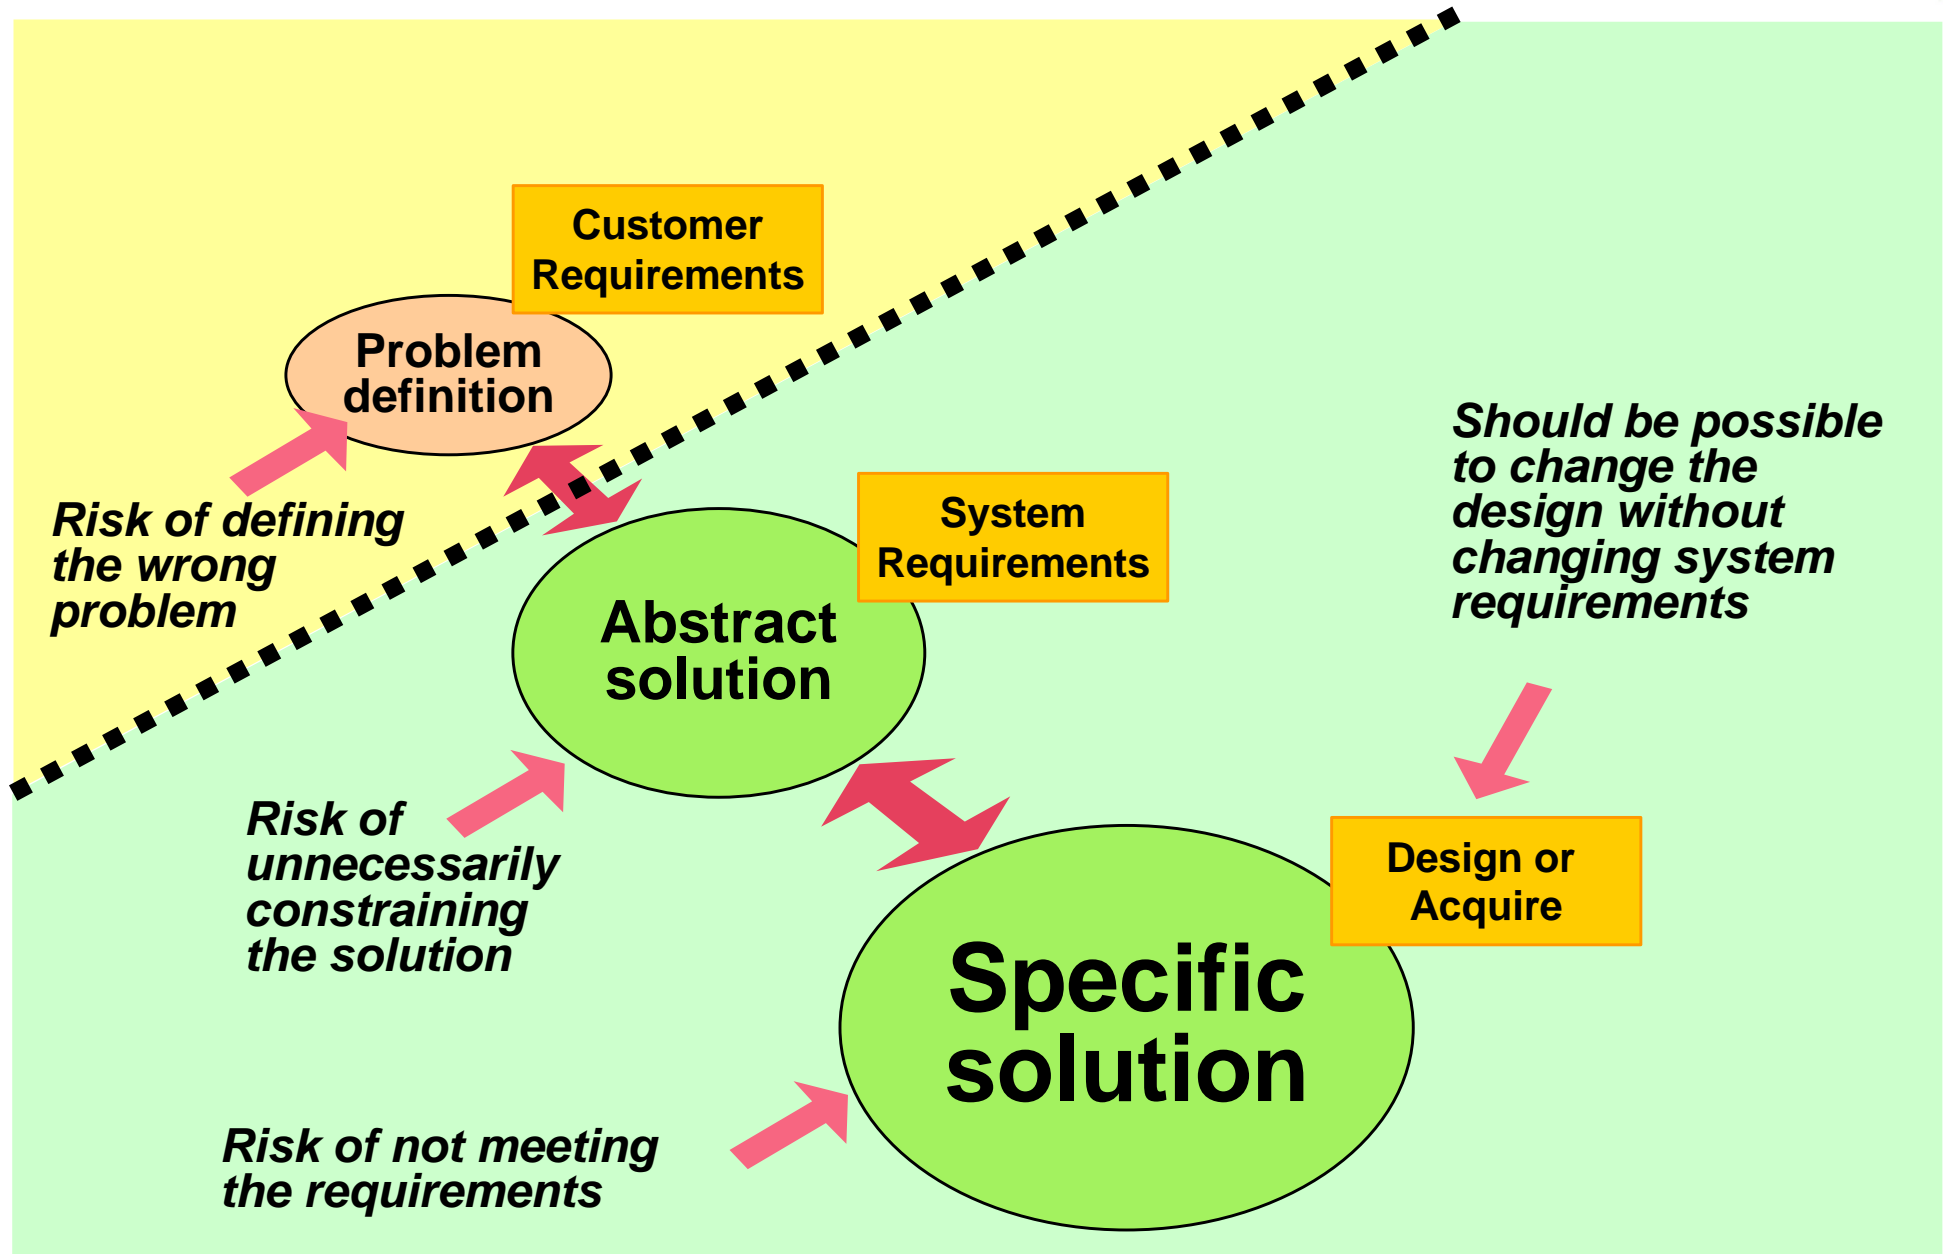 Customer
Requirements
Problem
definition
Risk of defining
the wrong
problem
System
Requirements
Should be possible
to change the
design without
changing system
requirements
Abstract
solution
Risk of
unnecessarily
constraining
the solution
Design or
Acquire
Specific
solution
Risk of not meeting
the requirements